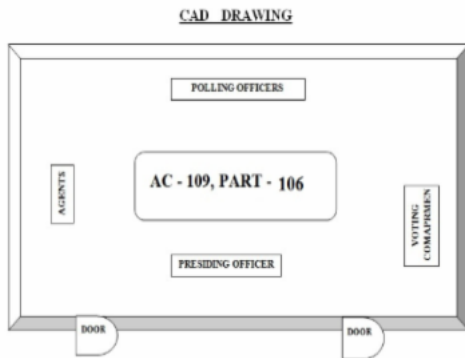 CAD DRAWING
POLLING OFFICERS
AC - 109, PART - 106
AGENTS
VOTING
COMAPRMEN
PRESIDING OFFICER
DOOR
DOOR